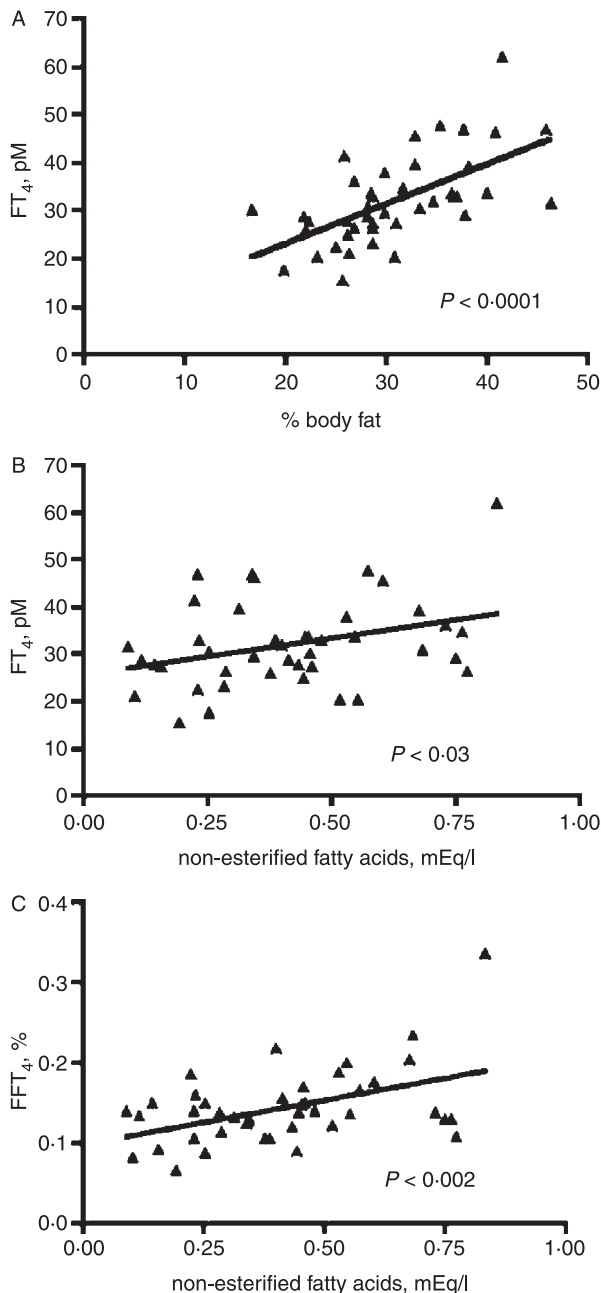 A
70
60
50
40
30
20
10
0
FT4, pM
P < 0·0001
0 10 20 30 40 50
% body fat
B
70
60
50
40
30
20
10
0
FT4, pM
P < 0·03
0·00 0·25 0·50 0·75 1·00
non-esterified fatty acids, mEq/l
C
0·4
0·3
0·2
0·1
0·0
FFT4, %
P < 0·002
0·00 0·25 0·50 0·75 1·00
non-esterified fatty acids, mEq/l